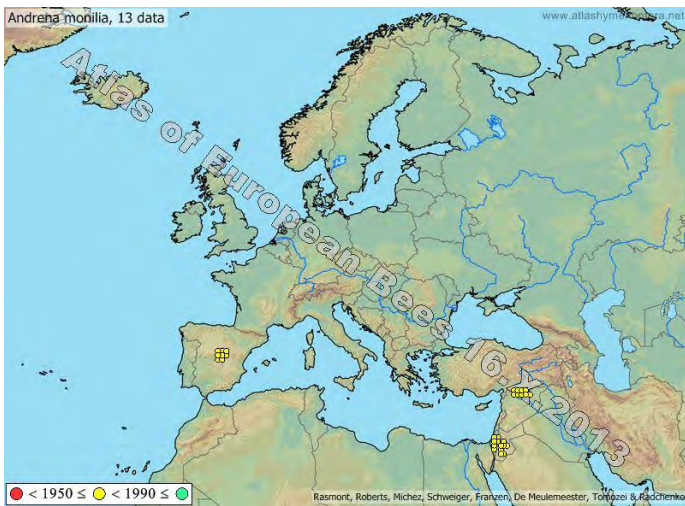 Andrena monilia, 13 data
www.atlashymenoptera.net
Atlas of European Bees 16.V.2013
< 1950 ≤ < 1990 ≤
Rasmont, Roberts, Michez, Schweiger, Franzen, De Meulemeester, Tomozei & Radchenko